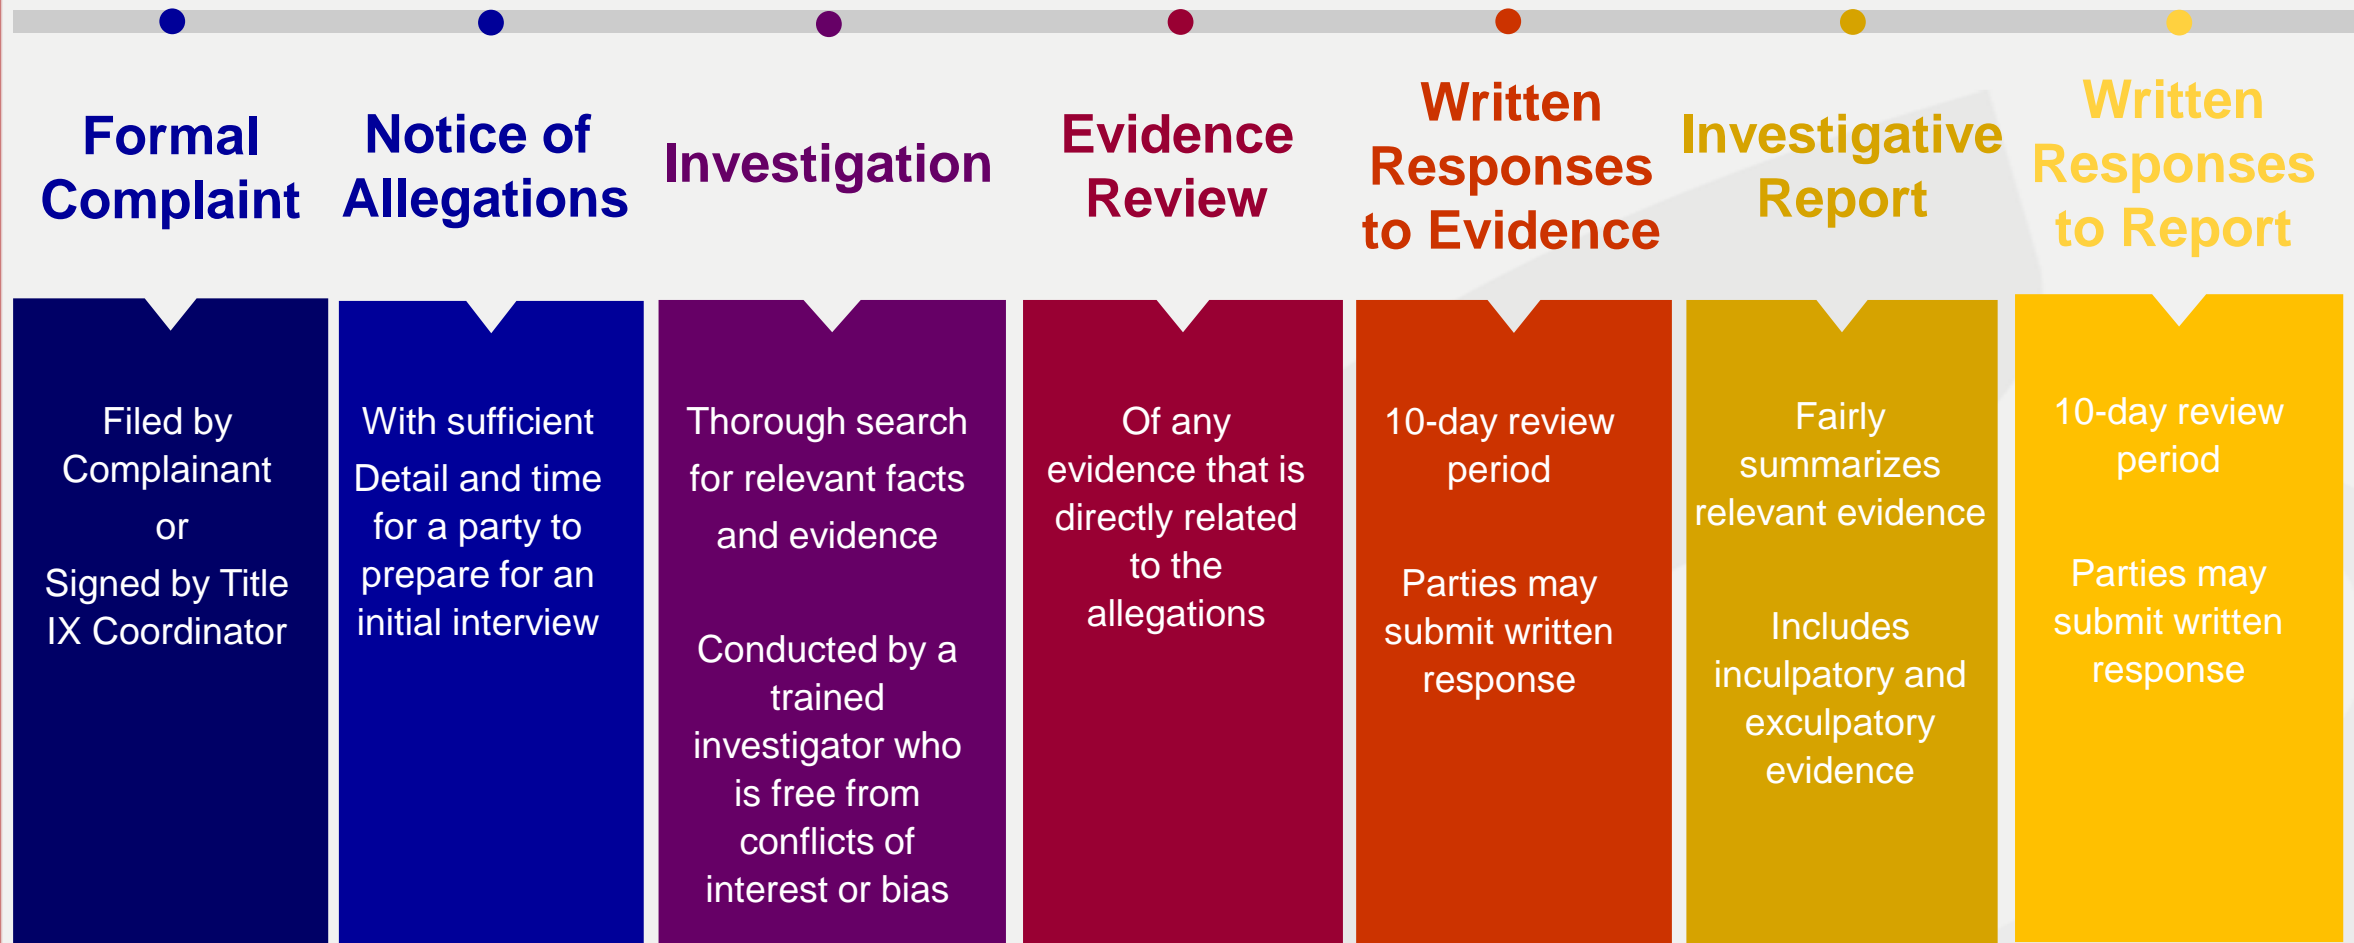 Formal
Complaint
Filed by
Complainant
or
Signed by Title
IX Coordinator
Notice of
Allegations
With sufficient
Detail and time
for a party to
prepare for an
initial interview
Investigation
Thorough search
for relevant facts
and evidence
Conducted by a
trained
investigator who
is free from
conflicts of
interest or bias
Evidence
Review
Of any
evidence that is
directly related
to the
allegations
Written
Responses
to Evidence
10-day review
period
Parties may
submit written
response
Investigative
Report
Fairly
summarizes
relevant evidence
Includes
inculpatory and
exculpatory
evidence
Written
Responses
to Report
10-day review
period
Parties may
submit written
response